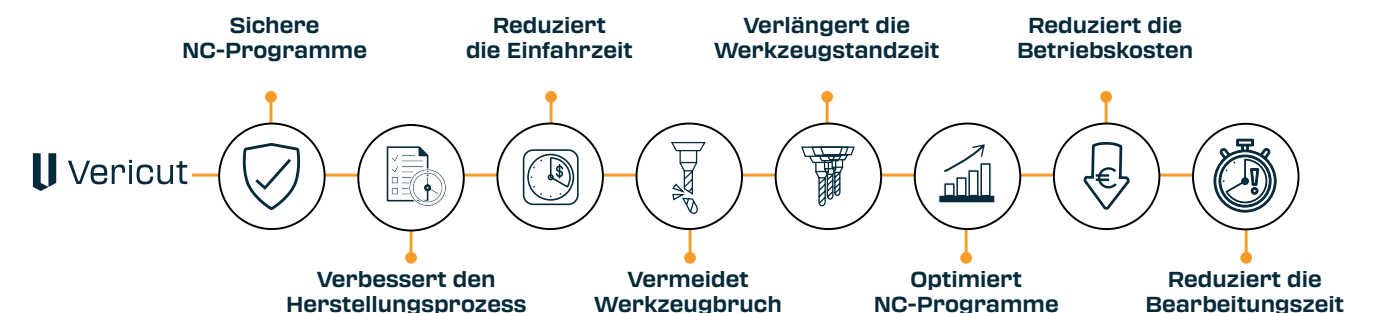 Sichere
NC-Programme
Reduziert
die Einfahrzeit
Verlängert die
Werkzeugstandzeit
Reduziert die
Betriebskosten
Vericut
$
€
!
Verbessert den
Herstellungsprozess
Vermeidet
Werkzeugbruch
Optimiert
NC-Programme
Reduziert die
Bearbeitungszeit